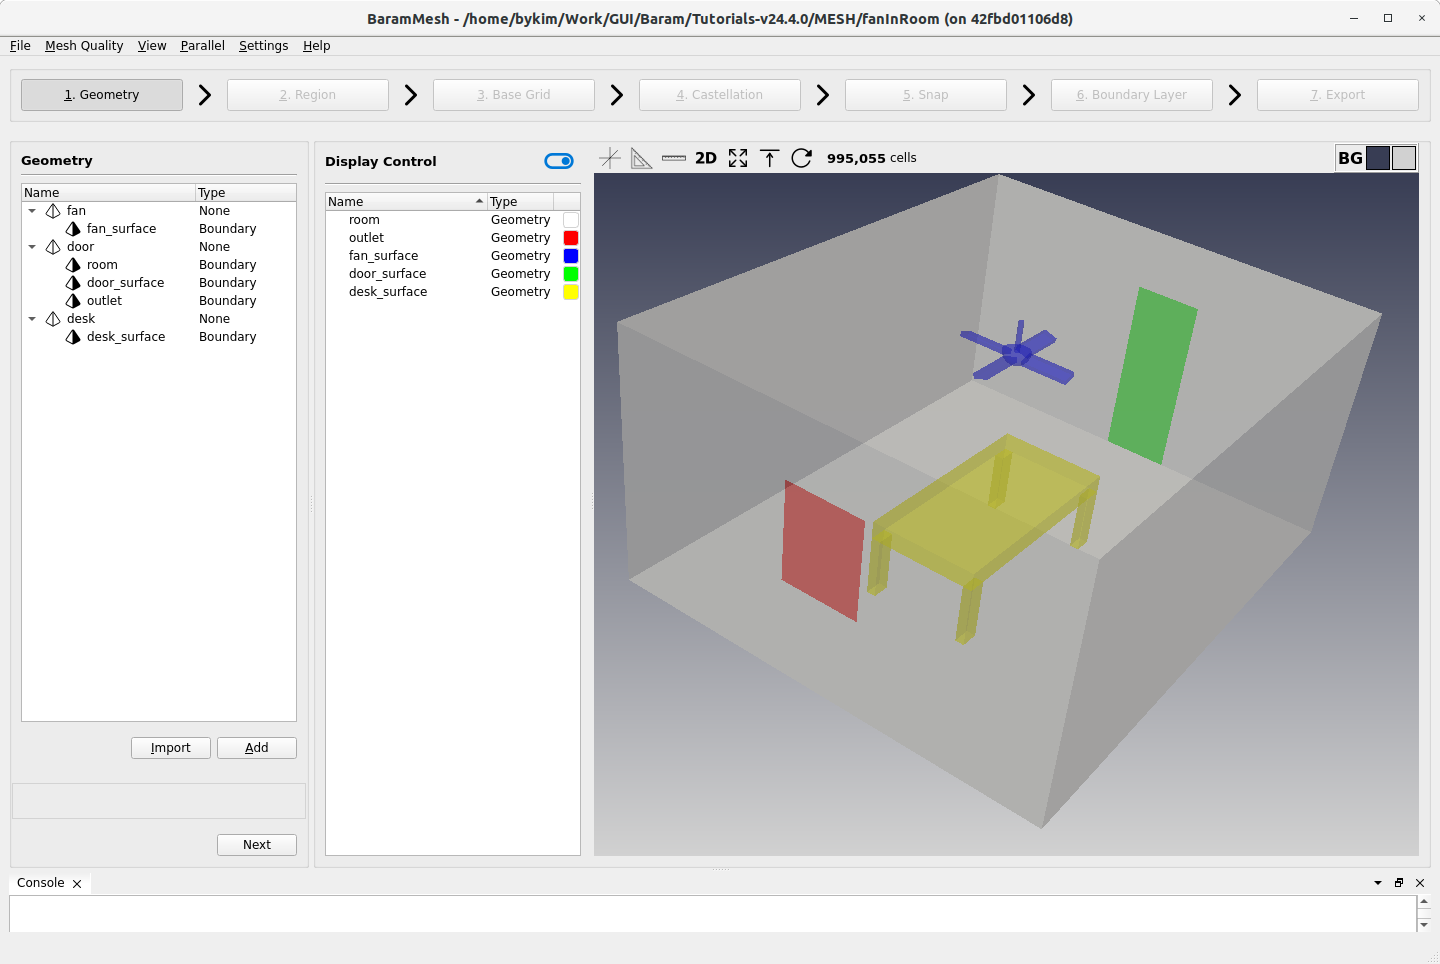 BaramMesh - /home/bykim/Work/GUI/Baram/Tutorials-v24.4.0/MESH/fanInRoom (on 42fbd01106d8)
File Mesh Quality View Parallel Settings Help
1. Geometry 2. Region 3. Base Grid 4. Castellation 5. Snap 6. Boundary Layer 7. Export
Geometry
Name Type
fan None
fan_surface Boundary
door None
room Boundary
door_surface Boundary
outlet Boundary
desk None
desk_surface Boundary
Import Add
Next
Display Control
Name Type
room Geometry
outlet Geometry
fan_surface Geometry
door_surface Geometry
desk_surface Geometry
2D 995,055 cells BG
Console